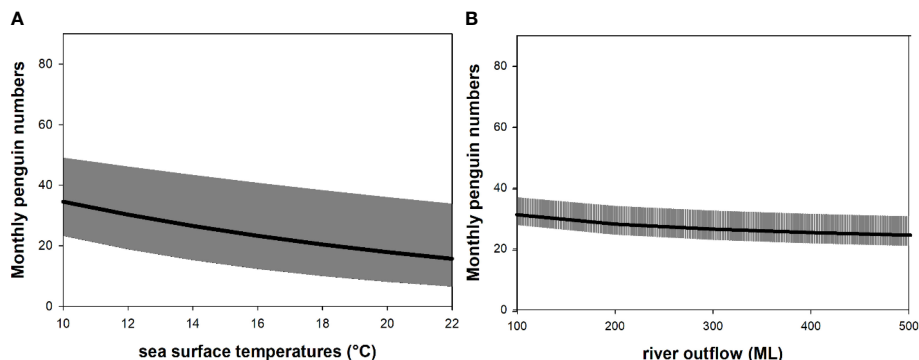 A
Monthly penguin numbers
80
60
40
20
0
10 12 14 16 18 20 22
sea surface temperatures (°C)
B
Monthly penguin numbers
80
60
40
20
0
100 200 300 400 500
river outflow (ML)